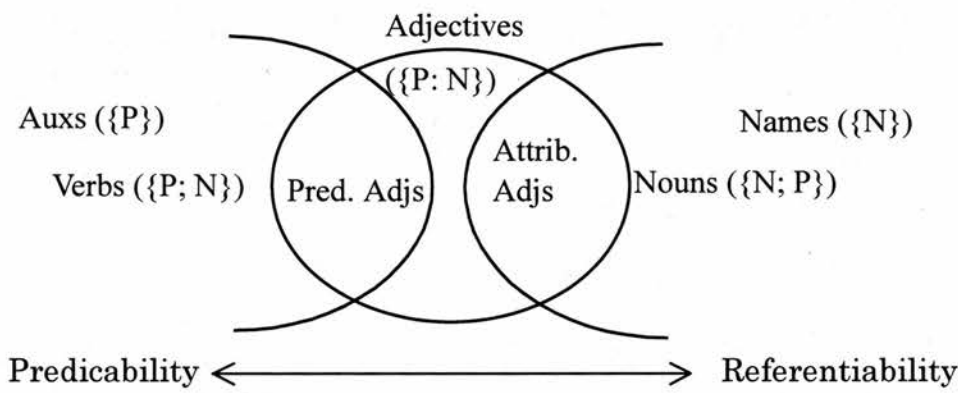 Adjectives
({P: N})
Auxs ({P})
Names ({N})
Verbs ({P; N})
Pred. Adjs
Attrib.
Adjs
Nouns ({N; P})
Predicability
Referentiability